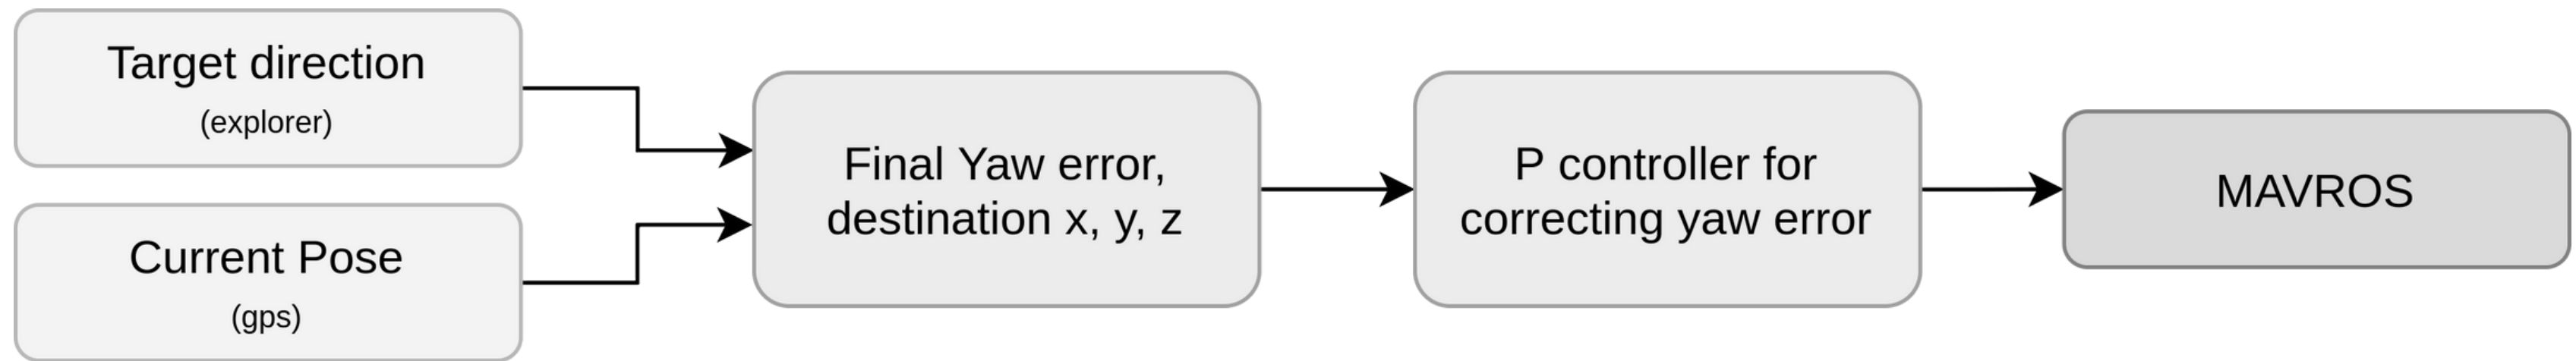 Target direction
(explorer)
Current Pose
(gps)
Final Yaw error,
destination x, y, z
P controller for
correcting yaw error
MAVROS